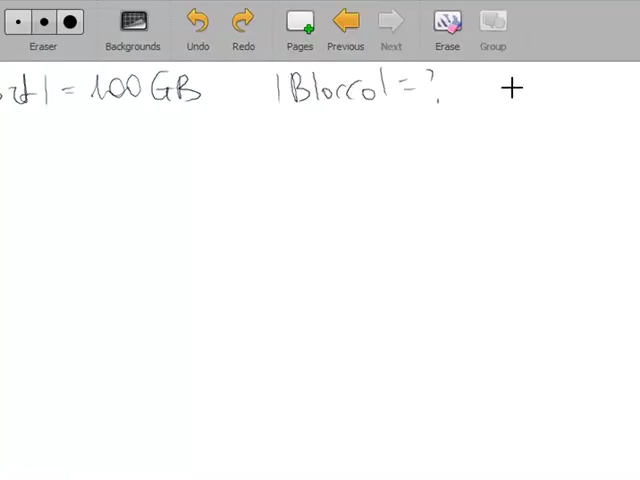 Eraser Backgrounds Undo Redo Pages Previous Next Erase Group
| = 100 GB |Blocco| = ?